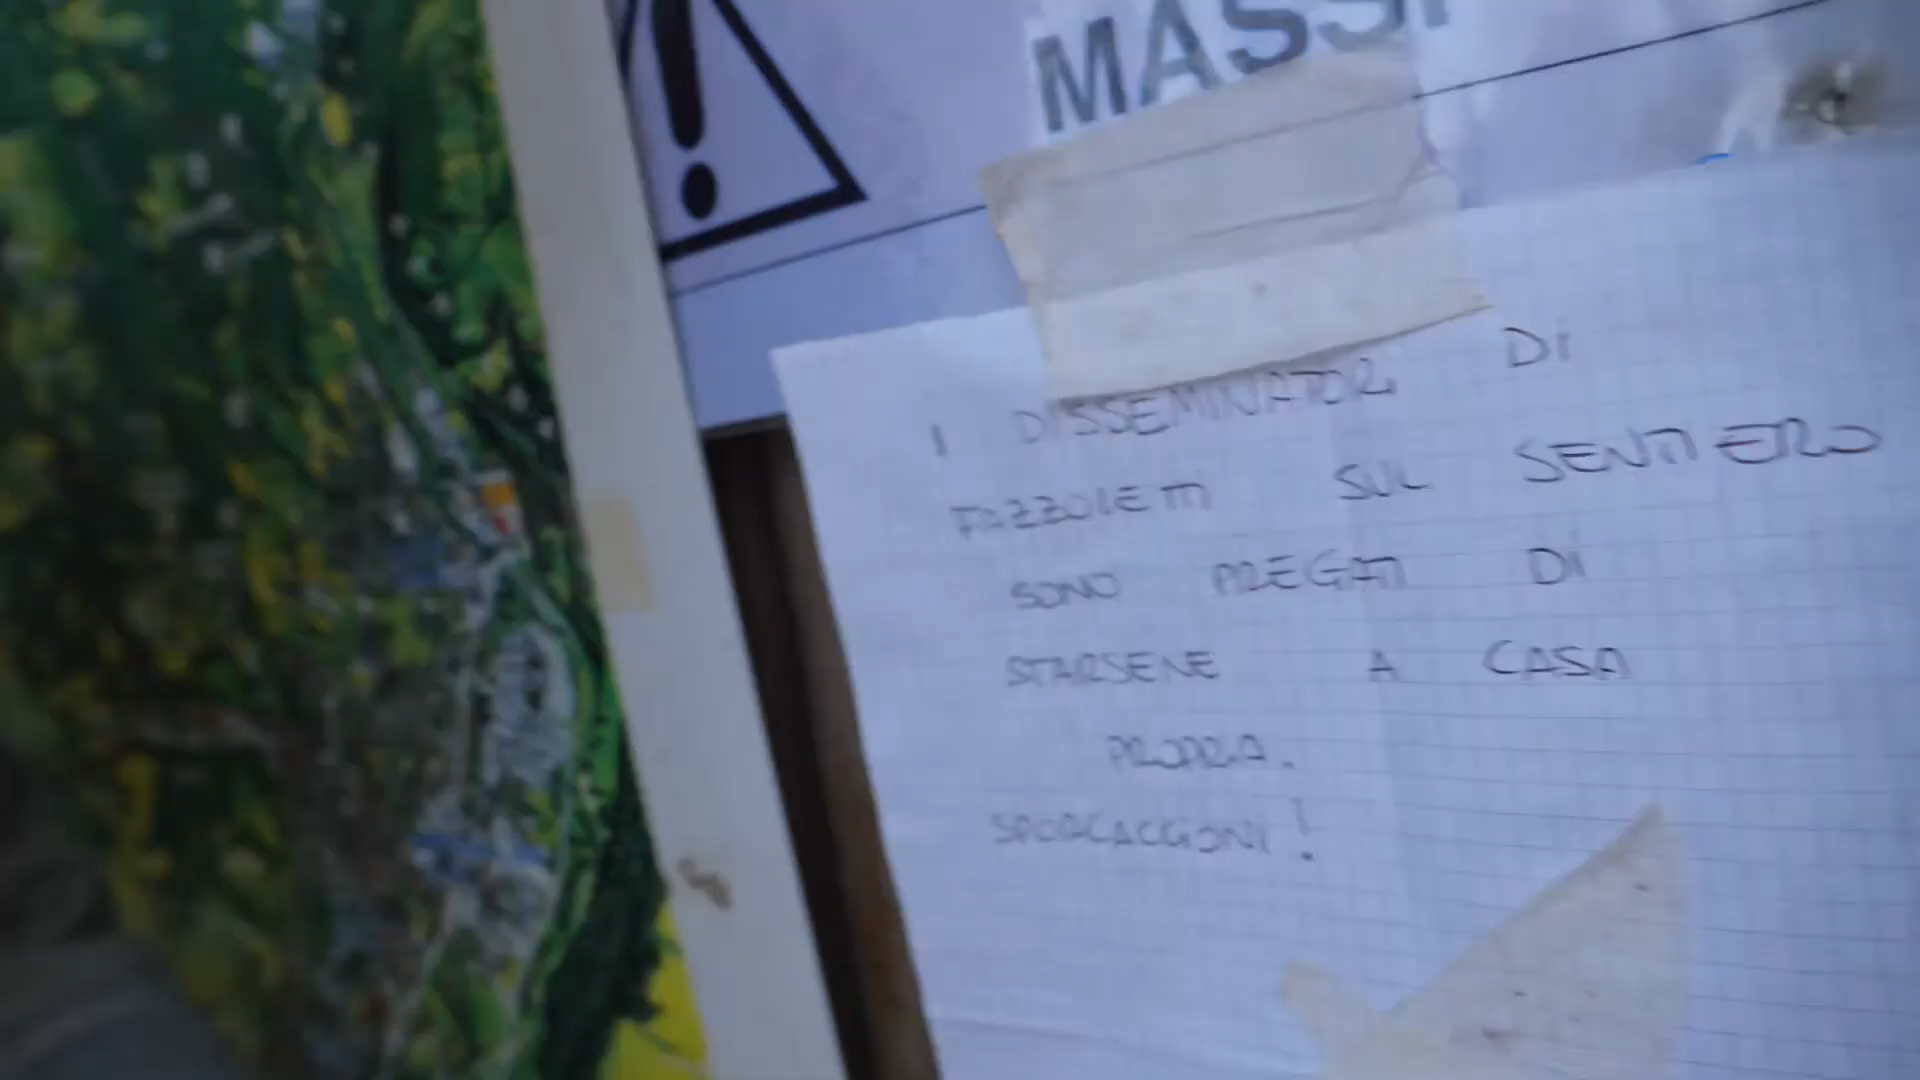 MASSI
I DISSEMINATORI DI
FAZZOLETTI SUL SENTIERO
SONO PREGATI DI
STARSENE A CASA
PROPRIA.
SPORCACCIONI!